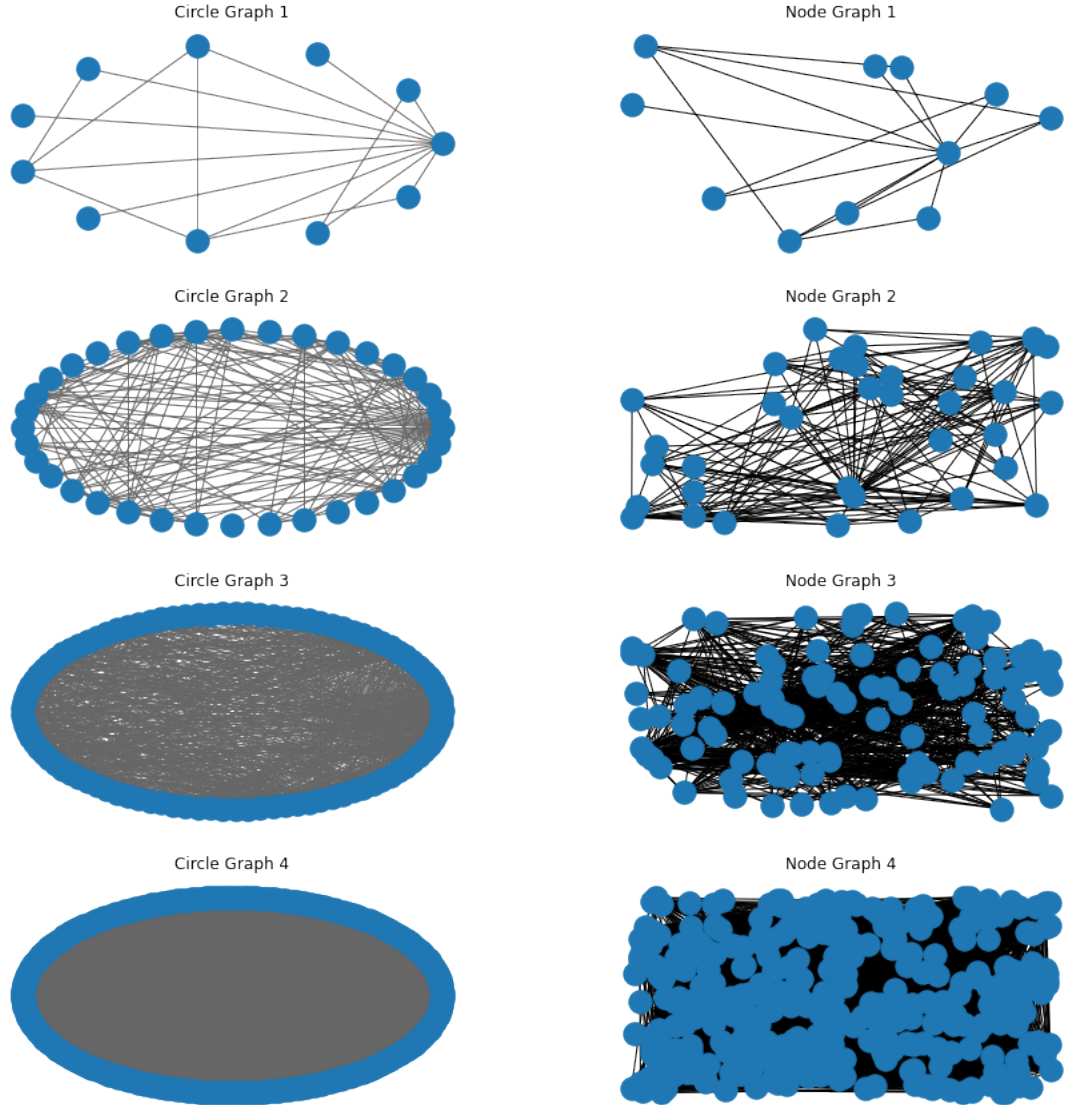 Circle Graph 1
Node Graph 1
Circle Graph 2
Node Graph 2
Circle Graph 3
Node Graph 3
Circle Graph 4
Node Graph 4